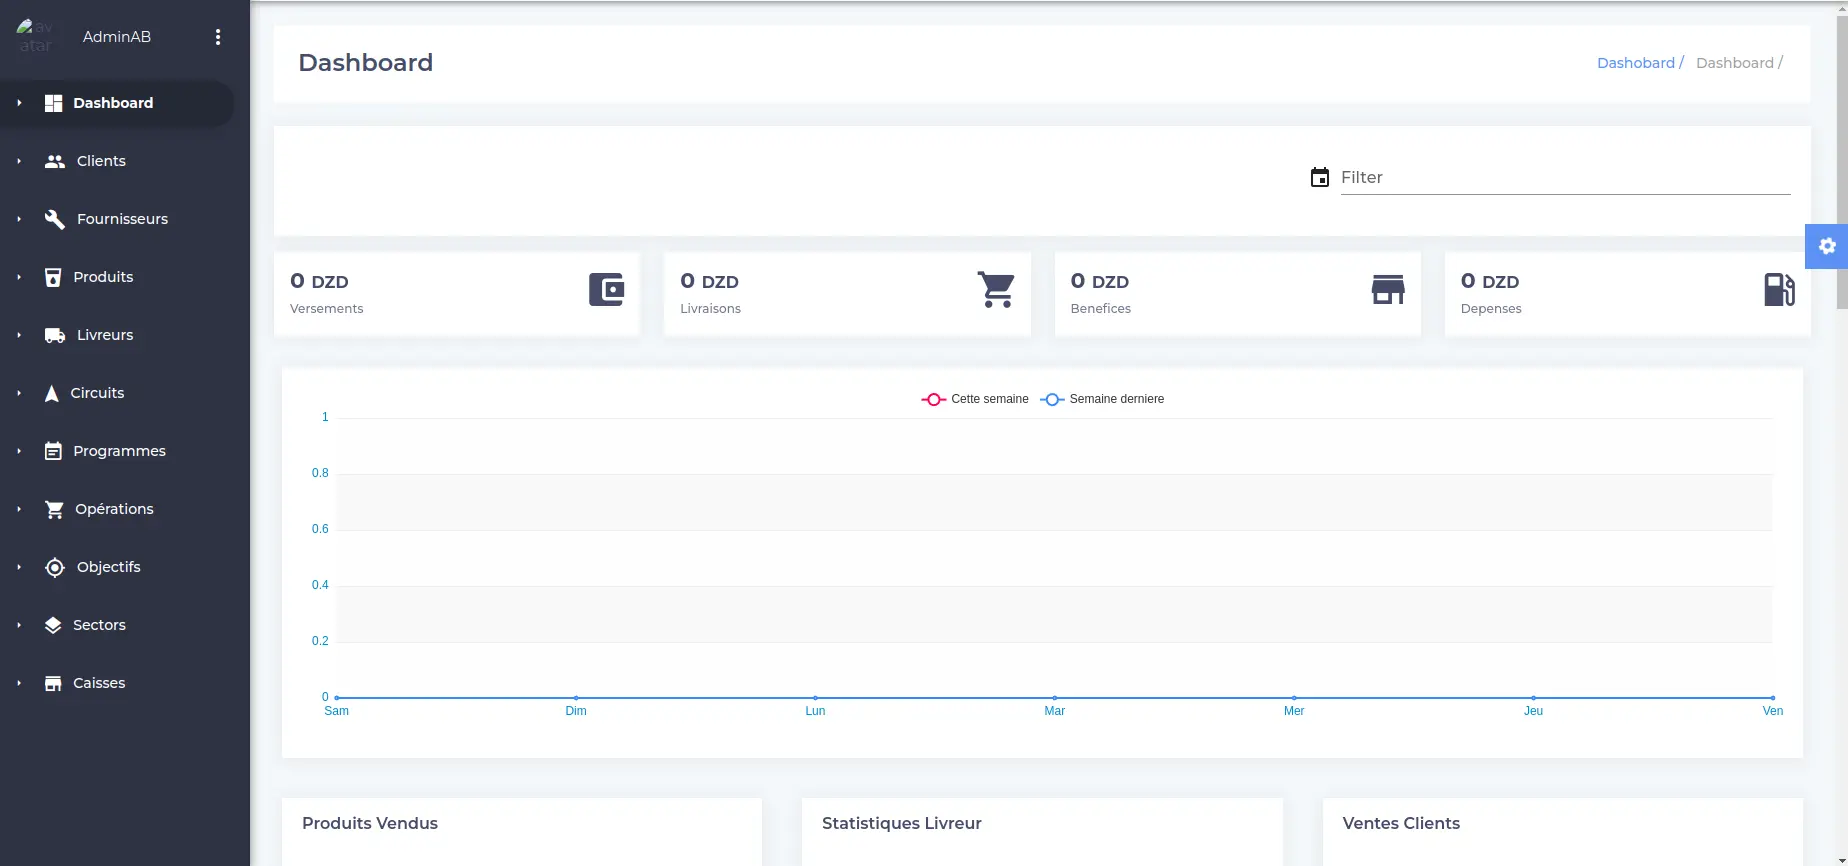 avatar
AdminAB
Dashboard
Clients
Fournisseurs
Produits
Livreurs
Circuits
Programmes
Opérations
Objectifs
Sectors
Caisses
Dashboard
Dashobard / Dashboard /
Filter
0 DZD
Versements
0 DZD
Livraisons
0 DZD
Benefices
0 DZD
Depenses
Cette semaine Semaine derniere
1
0.8
0.6
0.4
0.2
0
Sam Dim Lun Mar Mer Jeu Ven
Produits Vendus
Statistiques Livreur
Ventes Clients